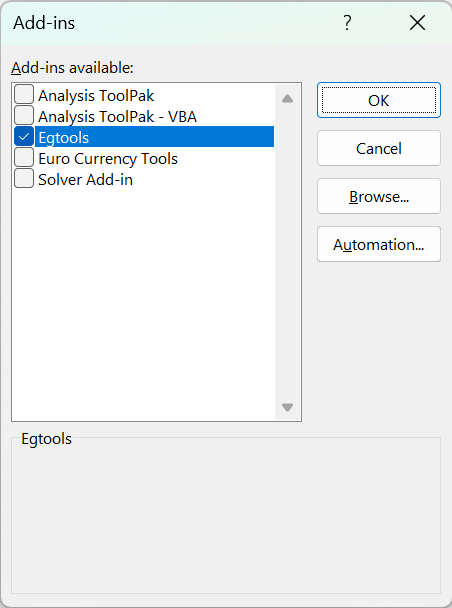 Add-ins
?
Add-ins available:
Analysis ToolPak
Analysis ToolPak - VBA
Egtools
Euro Currency Tools
Solver Add-in
OK
Cancel
Browse...
Automation...
Egtools